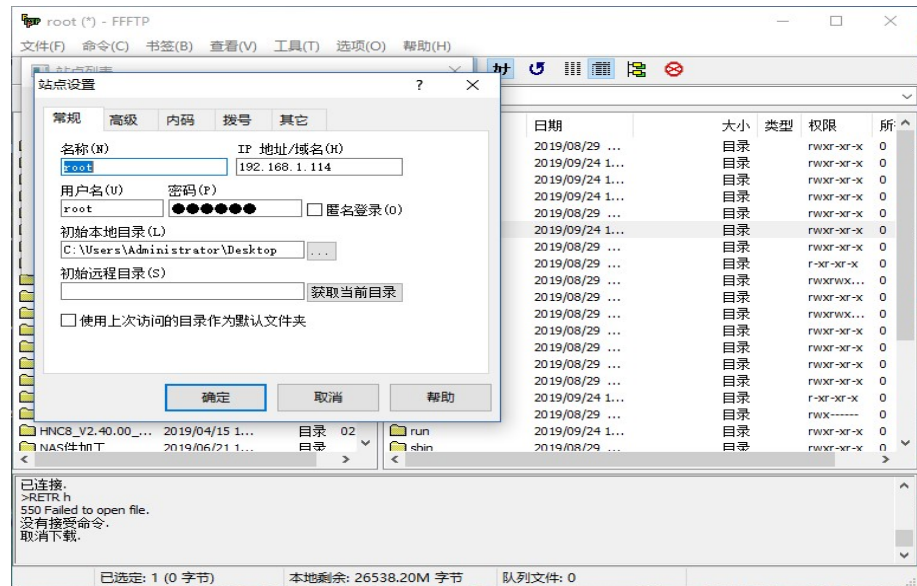 root (*) - FFFTP
文件(F) 命令(C) 书签(B) 查看(V) 工具(T) 选项(O) 帮助(H)
站点列表
站点设置
常规 高级 内码 拨号 其它
名称(N) IP 地址/域名(H)
root 192.168.1.114
用户名(U) 密码(P)
root ●●●●●● 匿名登录(O)
初始本地目录(L)
C:\Users\Administrator\Desktop ...
初始远程目录(S)
获取当前目录
使用上次访问的目录作为默认文件夹
确定 取消 帮助
日期 大小 类型 权限 所
2019/08/29 ... 目录 rwxr-xr-x 0
2019/09/24 1... 目录 rwxr-xr-x 0
2019/09/24 1... 目录 rwxr-xr-x 0
2019/09/24 1... 目录 rwxr-xr-x 0
2019/08/29 ... 目录 rwxr-xr-x 0
2019/09/24 1... 目录 rwxr-xr-x 0
2019/08/29 ... 目录 rwxr-xr-x 0
2019/08/29 ... 目录 r-xr-xr-x 0
2019/08/29 ... 目录 rwxrwx... 0
2019/08/29 ... 目录 rwxr-xr-x 0
2019/08/29 ... 目录 rwxrwx... 0
2019/08/29 ... 目录 rwxr-xr-x 0
2019/08/29 ... 目录 rwxr-xr-x 0
2019/08/29 ... 目录 rwxr-xr-x 0
2019/08/29 ... 目录 rwxr-xr-x 0
2019/09/24 1... 目录 r-xr-xr-x 0
2019/08/29 ... 目录 rwx------ 0
HNC8_V2.40.00_... 2019/04/15 1... 目录 02 run 2019/09/24 1... 目录 rwxr-xr-x 0
NAS件加工 2019/06/21 1... 目录 sbin 2019/08/29 ... 目录 rwxr-xr-x 0
已连接.
>RETR h
550 Failed to open file.
没有接受命令.
取消下载.
已选定: 1 (0 字节) 本地剩余: 26538.20M 字节 队列文件: 0